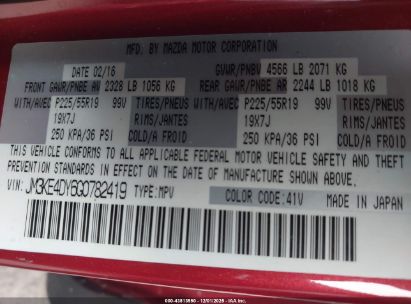 MFD. BY MAZDA MOTOR CORPORATION
DATE 02/16 GVWR/PNBV 4566 LB 2071 KG
FRONT GAWR/PNBE AV 2328 LB 1056 KG REAR GAWR/PNBE AR 2244 LB 1018 KG
WITH/AVEC P225/55R19 99V TIRES/PNEUS WITH/AVEC P225/55R19 99V TIRES/PNEUS
19X7J RIMS/JANTES 19X7J RIMS/JANTES
250 KPA/36 PSI COLD/A FROID 250 KPA/36 PSI COLD/A FROID
THIS VEHICLE CONFORMS TO ALL APPLICABLE FEDERAL MOTOR VEHICLE SAFETY AND THEFT
PREVENTION STANDARDS IN EFFECT ON THE DATE OF MANUFACTURE SHOWN ABOVE.
VIN: JM3KE4DY6G0782419 TYPE: MPV COLOR CODE: 41V MADE IN JAPAN